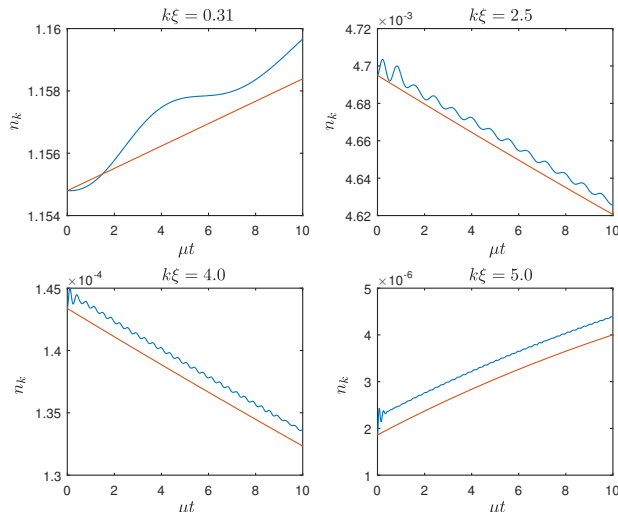 kξ = 0.31
1.16
1.158
1.156
1.154
n_k
0 2 4 6 8 10
μt
kξ = 2.5
×10⁻³
4.72
4.7
4.68
4.66
4.64
4.62
n_k
0 2 4 6 8 10
μt
kξ = 4.0
×10⁻⁴
1.45
1.4
1.35
1.3
n_k
0 2 4 6 8 10
μt
kξ = 5.0
×10⁻⁶
5
4
3
2
1
n_k
0 2 4 6 8 10
μt